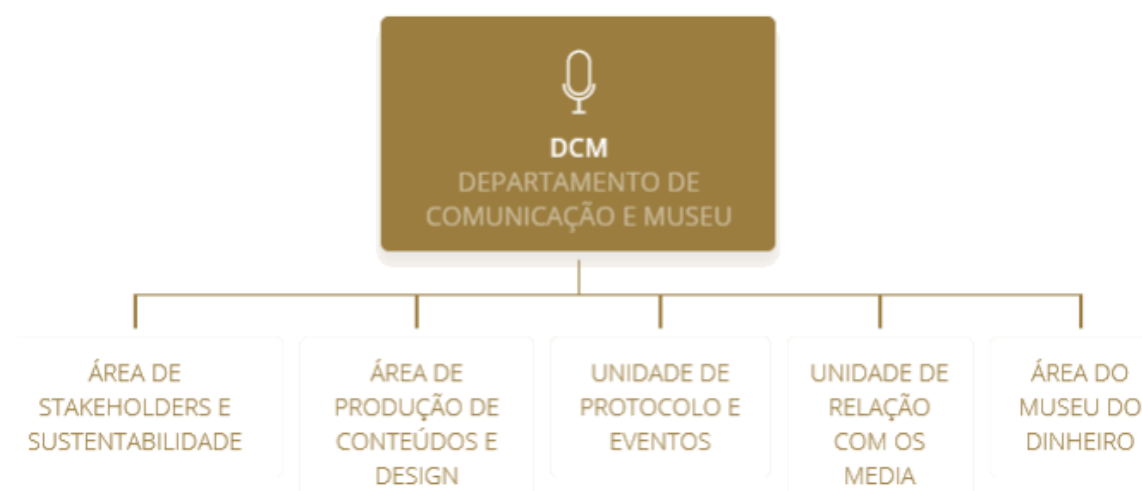 DCM
DEPARTAMENTO DE
COMUNICAÇÃO E MUSEU
ÁREA DE
STAKEHOLDERS E
SUSTENTABILIDADE
ÁREA DE
PRODUÇÃO DE
CONTEÚDOS E
DESIGN
UNIDADE DE
PROTOCOLO E
EVENTOS
UNIDADE DE
RELAÇÃO
COM OS
MEDIA
ÁREA DO
MUSEU DO
DINHEIRO